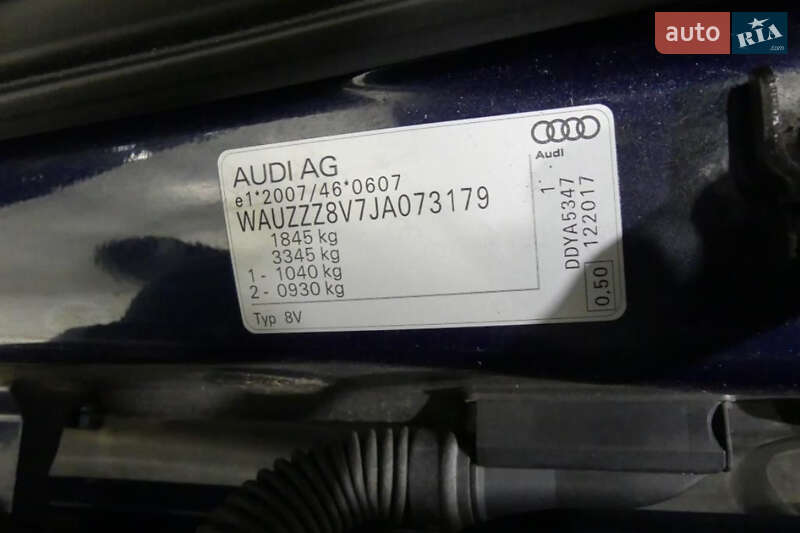 auto RIA .com
AUDI AG
e1*2007/46*0607
WAUZZZ8V7JA073179
1845 kg
3345 kg
1 - 1040 kg
2 - 0930 kg
Typ 8V
Audi
1
DDYA5347
122017
0,50